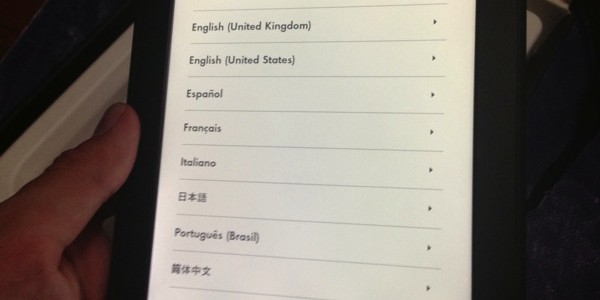 English (United Kingdom)
English (United States)
Español
Français
Italiano
日本語
Português (Brasil)
简体中文